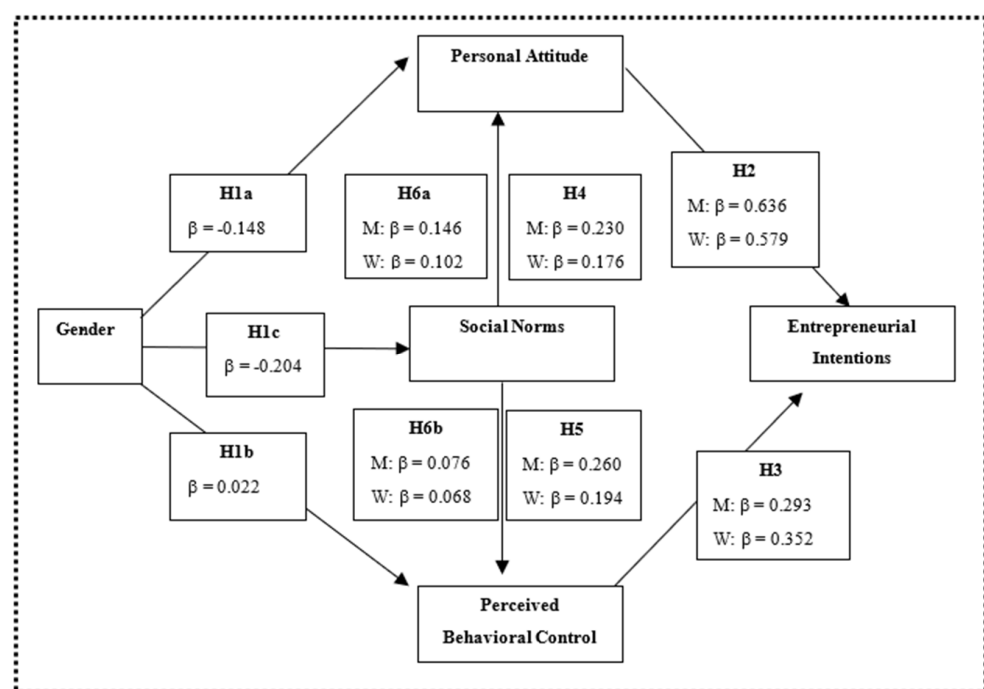 Personal Attitude
H1a
β = -0.148
H6a
M: β = 0.146
W: β = 0.102
H4
M: β = 0.230
W: β = 0.176
H2
M: β = 0.636
W: β = 0.579
Gender
H1c
β = -0.204
Social Norms
Entrepreneurial
Intentions
H1b
β = 0.022
H6b
M: β = 0.076
W: β = 0.068
H5
M: β = 0.260
W: β = 0.194
H3
M: β = 0.293
W: β = 0.352
Perceived
Behavioral Control